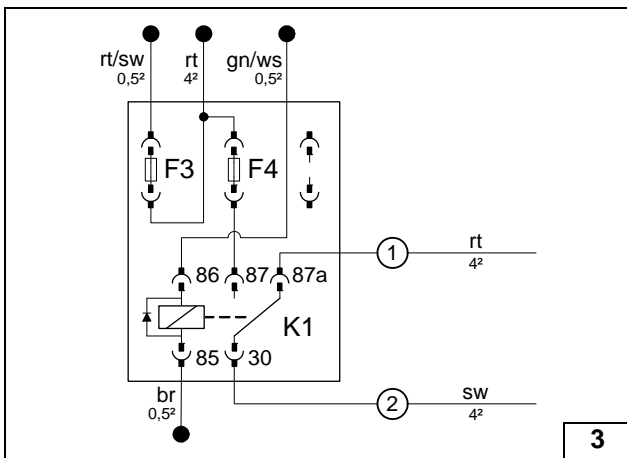 rt/sw
0,5²
rt
4²
gn/ws
0,5²
F3
F4
86
87
87a
1
rt
4²
K1
85
30
br
0,5²
2
sw
4²
3